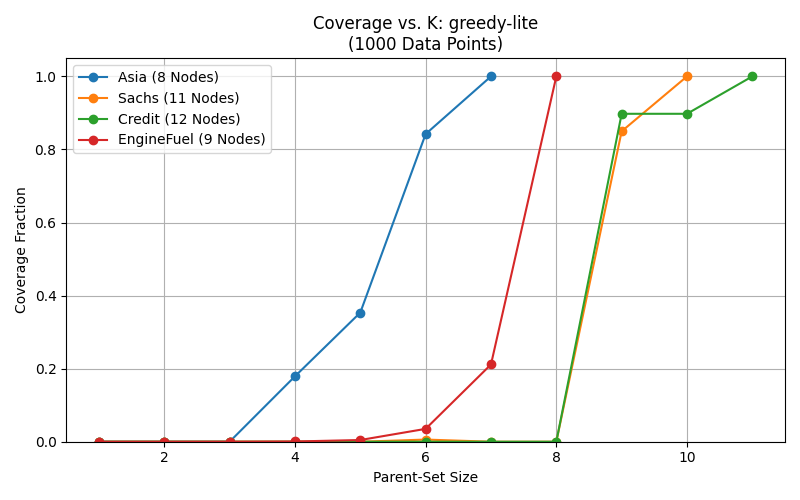 Coverage vs. K: greedy-lite
(1000 Data Points)
Asia (8 Nodes)
Sachs (11 Nodes)
Credit (12 Nodes)
EngineFuel (9 Nodes)
Coverage Fraction
1.0
0.8
0.6
0.4
0.2
0.0
2 4 6 8 10
Parent-Set Size